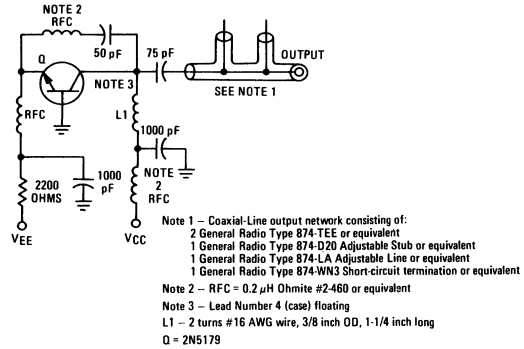 NOTE 2
RFC
50 pF
75 pF
OUTPUT
Q
NOTE 3
SEE NOTE 1
RFC
L1
1000 pF
2200
OHMS
1000
pF
NOTE
2
RFC
VEE
VCC
Note 1 – Coaxial-Line output network consisting of:
2 General Radio Type 874-TEE or equivalent
1 General Radio Type 874-D20 Adjustable Stub or equivalent
1 General Radio Type 874-LA Adjustable Line or equivalent
1 General Radio Type 874-WN3 Short-circuit termination or equivalent
Note 2 – RFC = 0.2 μH Ohmite #2-460 or equivalent
Note 3 – Lead Number 4 (case) floating
L1 – 2 turns #16 AWG wire, 3/8 inch OD, 1-1/4 inch long
Q = 2N5179